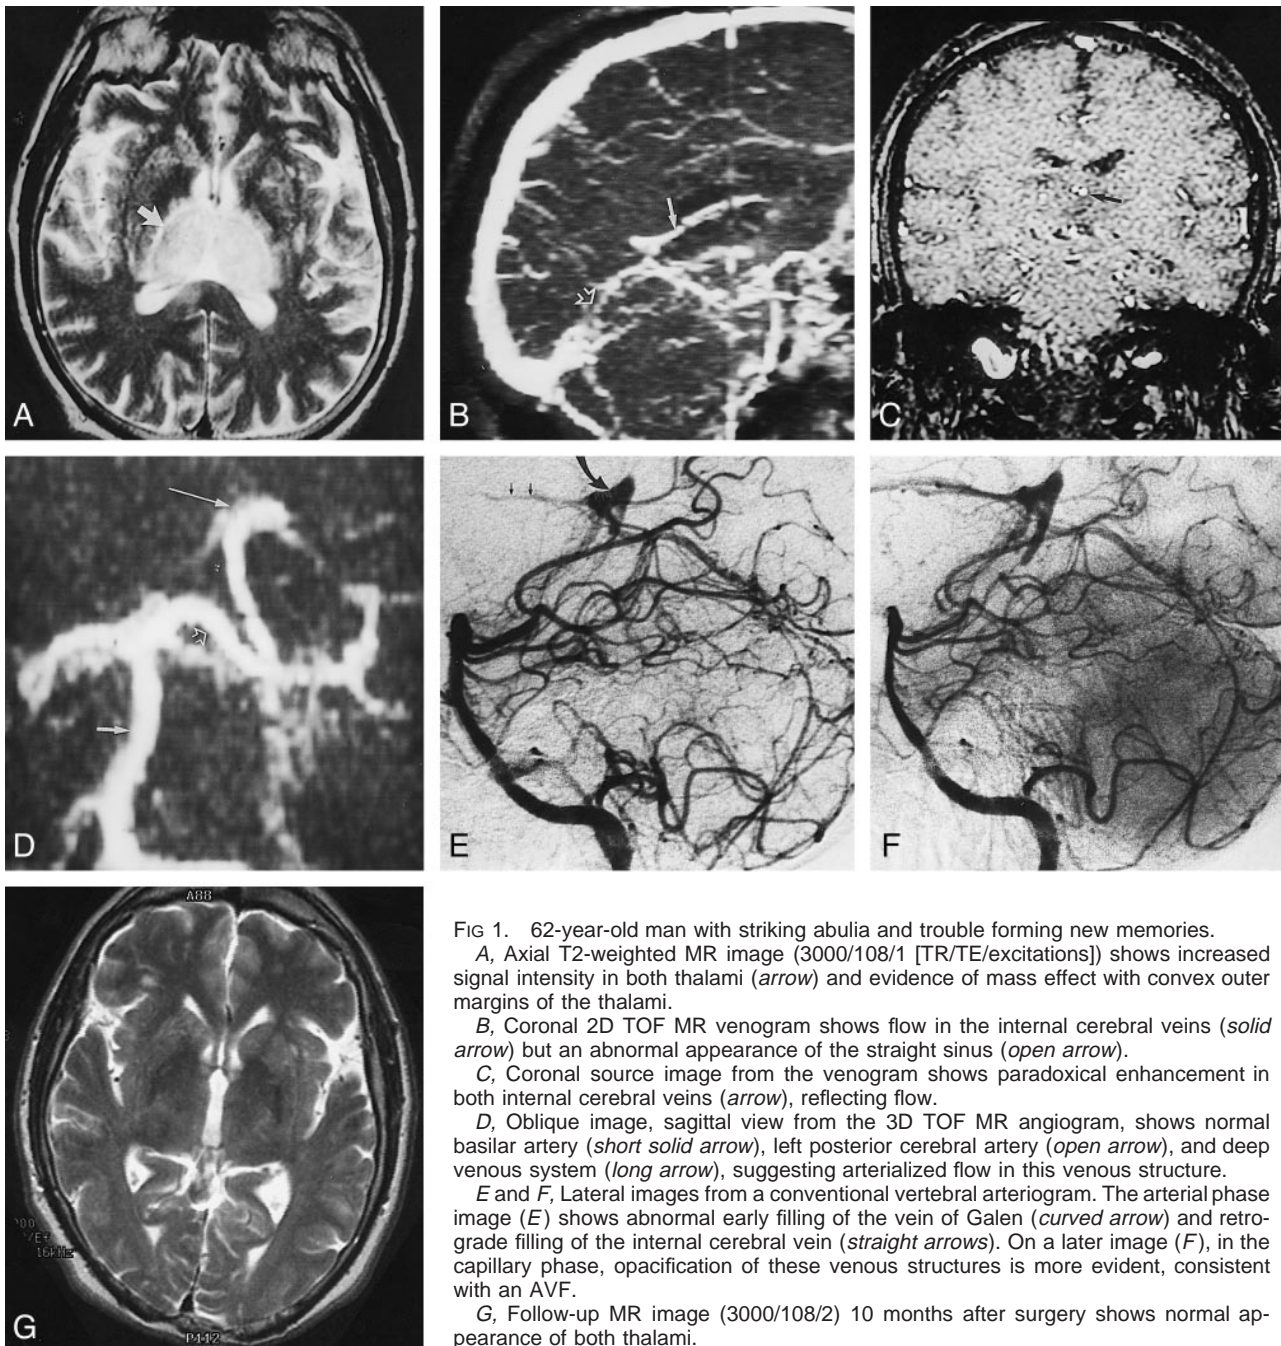 A
B
C
D
E
F
A88
16kHz
P112
G
FIG 1. 62-year-old man with striking abulia and trouble forming new memories.
A, Axial T2-weighted MR image (3000/108/1 [TR/TE/excitations]) shows increased
signal intensity in both thalami (arrow) and evidence of mass effect with convex outer
margins of the thalami.
B, Coronal 2D TOF MR venogram shows flow in the internal cerebral veins (solid
arrow) but an abnormal appearance of the straight sinus (open arrow).
C, Coronal source image from the venogram shows paradoxical enhancement in
both internal cerebral veins (arrow), reflecting flow.
D, Oblique image, sagittal view from the 3D TOF MR angiogram, shows normal
basilar artery (short solid arrow), left posterior cerebral artery (open arrow), and deep
venous system (long arrow), suggesting arterialized flow in this venous structure.
E and F, Lateral images from a conventional vertebral arteriogram. The arterial phase
image (E) shows abnormal early filling of the vein of Galen (curved arrow) and retro-
grade filling of the internal cerebral vein (straight arrows). On a later image (F), in the
capillary phase, opacification of these venous structures is more evident, consistent
with an AVF.
G, Follow-up MR image (3000/108/2) 10 months after surgery shows normal ap-
pearance of both thalami.